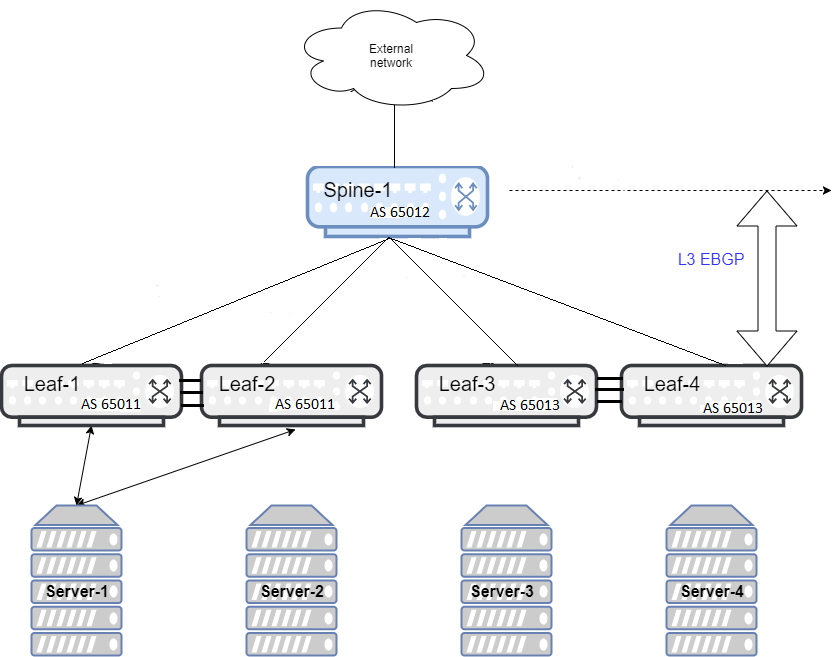 External
network
Spine-1
AS 65012
L3 EBGP
Leaf-1
AS 65011
Leaf-2
AS 65011
Leaf-3
AS 65013
Leaf-4
AS 65013
Server-1
Server-2
Server-3
Server-4